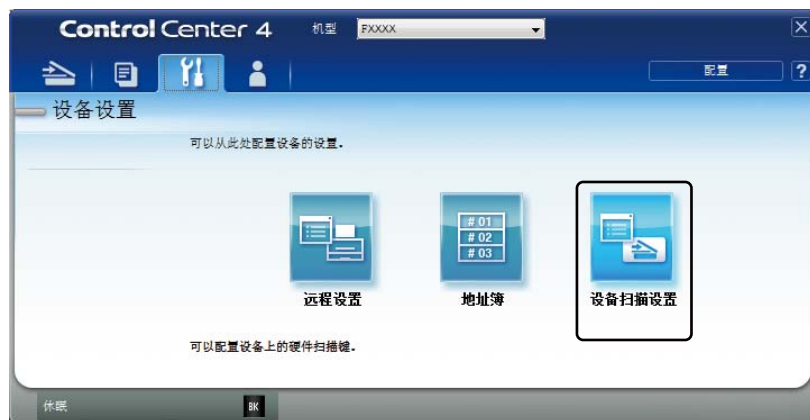 Control Center 4 机型 FXXXX X
配置 ?
设备设置
可以从此处配置设备的设置。
# 01
# 02
# 03
远程设置 地址簿 设备扫描设置
可以配置设备上的硬件扫描键。
休眠 BK